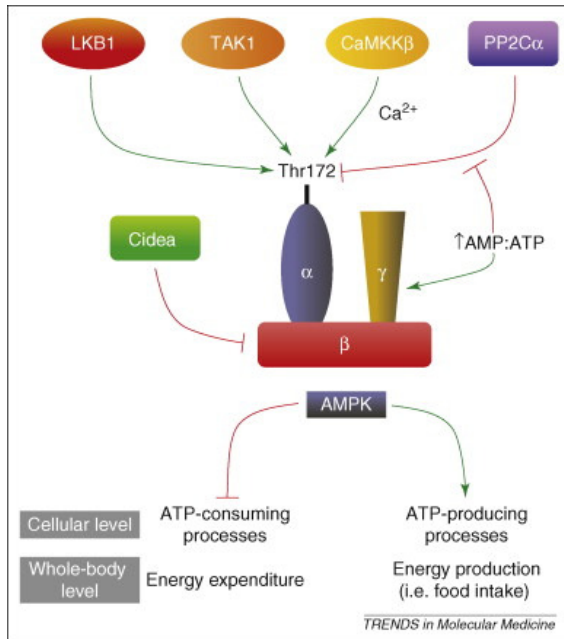 LKB1
TAK1
CaMKKβ
PP2Cα
Ca²⁺
Thr172
↑AMP:ATP
Cidea
α
γ
β
AMPK
Cellular level
ATP-consuming
processes
ATP-producing
processes
Whole-body
level
Energy expenditure
Energy production
(i.e. food intake)
TRENDS in Molecular Medicine